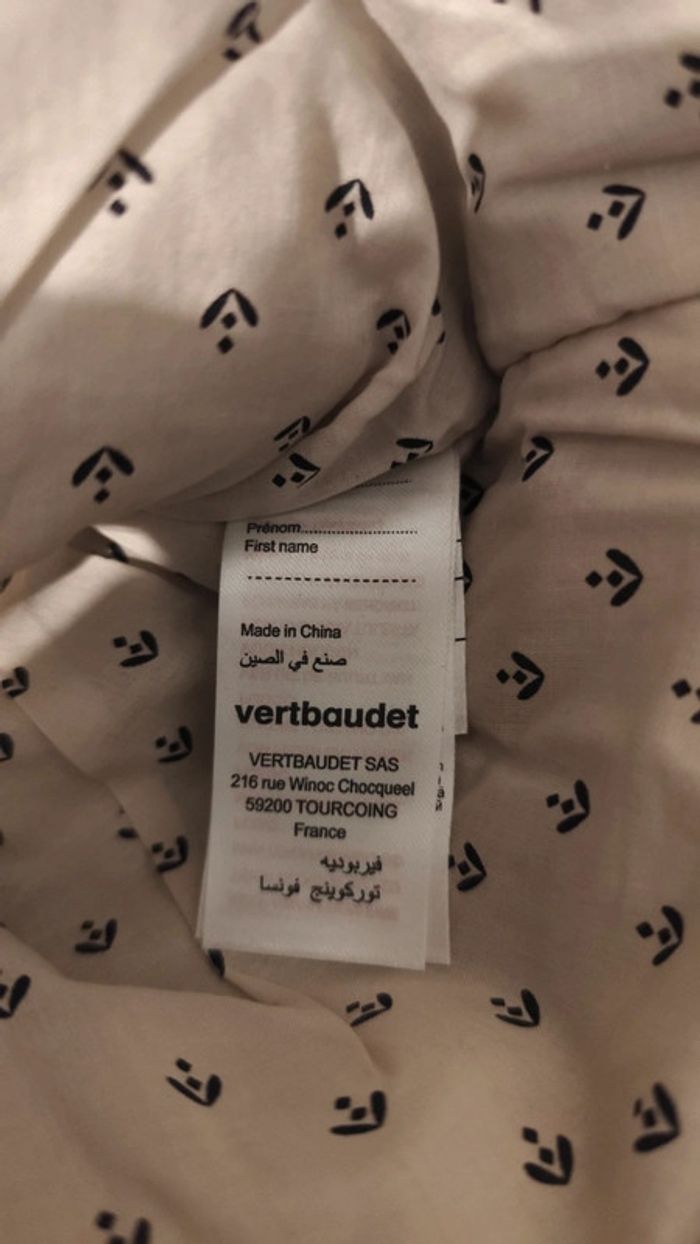 Prénom
First name
Made in China
صنع في الصين
vertbaudet
VERTBAUDET SAS
216 rue Winoc Chocqueel
59200 TOURCOING
France
فيربوديه
توركوينج فونسا